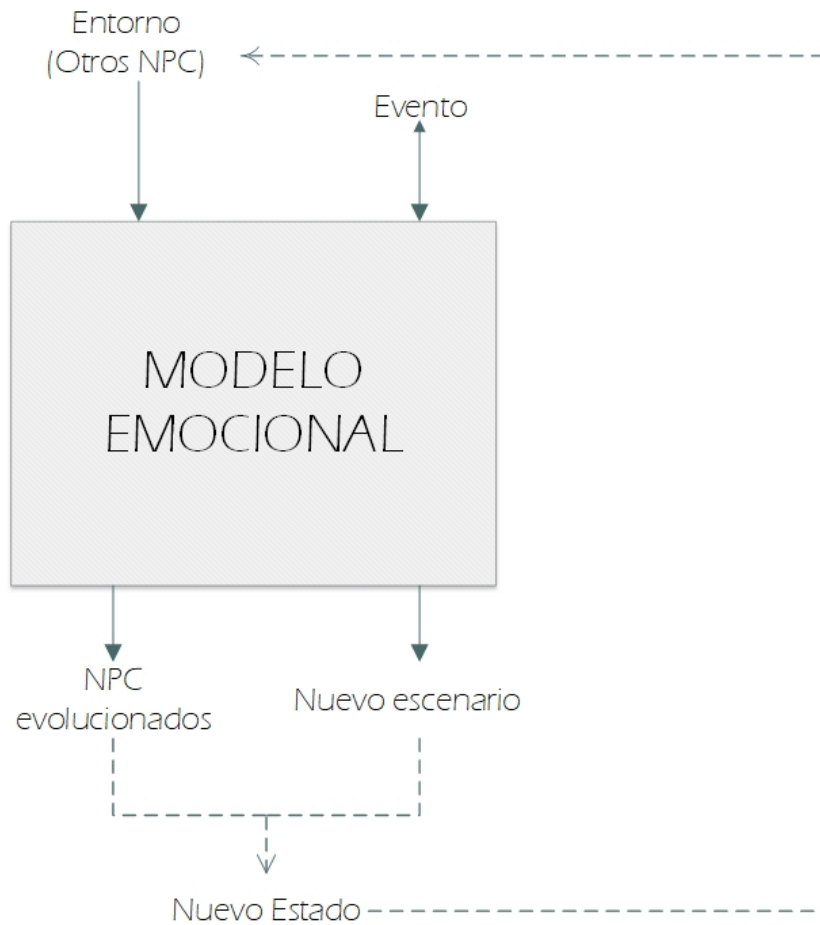 Entorno
(Otros NPC)
Evento
MODELO
EMOCIONAL
NPC
evolucionados
Nuevo escenario
Nuevo Estado